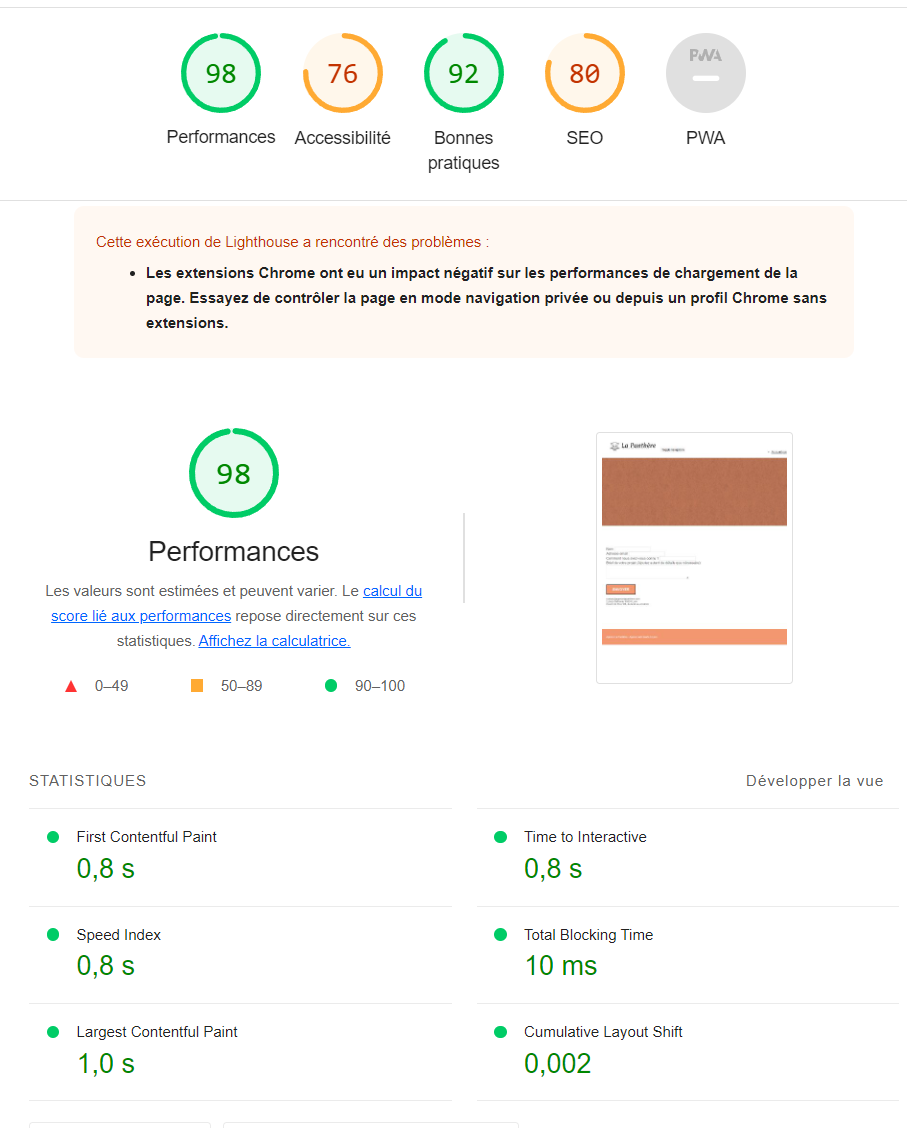 98
76
92
80
PWA
Performances
Accessibilité
Bonnes
pratiques
SEO
PWA
Cette exécution de Lighthouse a rencontré des problèmes :
• Les extensions Chrome ont eu un impact négatif sur les performances de chargement de la
page. Essayez de contrôler la page en mode navigation privée ou depuis un profil Chrome sans
extensions.
98
Performances
Les valeurs sont estimées et peuvent varier. Le calcul du
score lié aux performances repose directement sur ces
statistiques. Affichez la calculatrice.
0–49
50–89
90–100
La Panthère
STATISTIQUES
Développer la vue
First Contentful Paint
0,8 s
Time to Interactive
0,8 s
Speed Index
0,8 s
Total Blocking Time
10 ms
Largest Contentful Paint
1,0 s
Cumulative Layout Shift
0,002